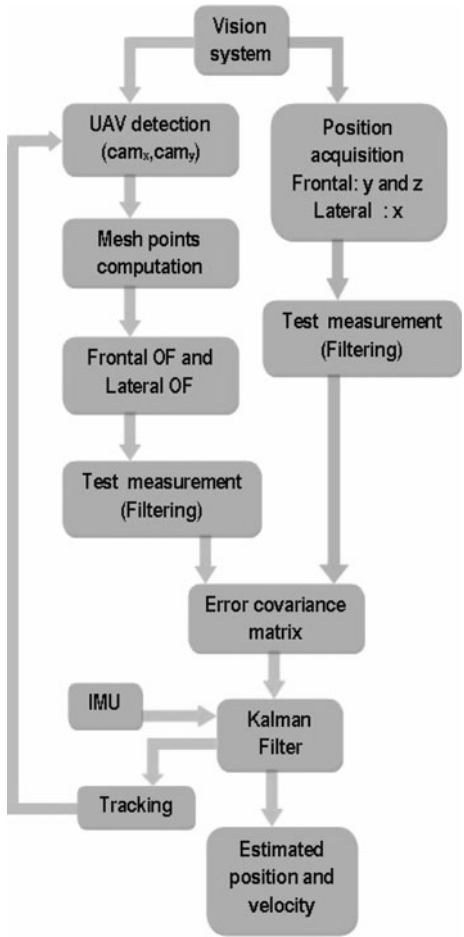 Vision
system
UAV detection
(camₓ,camᵧ)
Position
acquisition
Frontal: y and z
Lateral : x
Mesh points
computation
Test measurement
(Filtering)
Frontal OF and
Lateral OF
Test measurement
(Filtering)
Error covariance
matrix
IMU
Kalman
Filter
Tracking
Estimated
position and
velocity